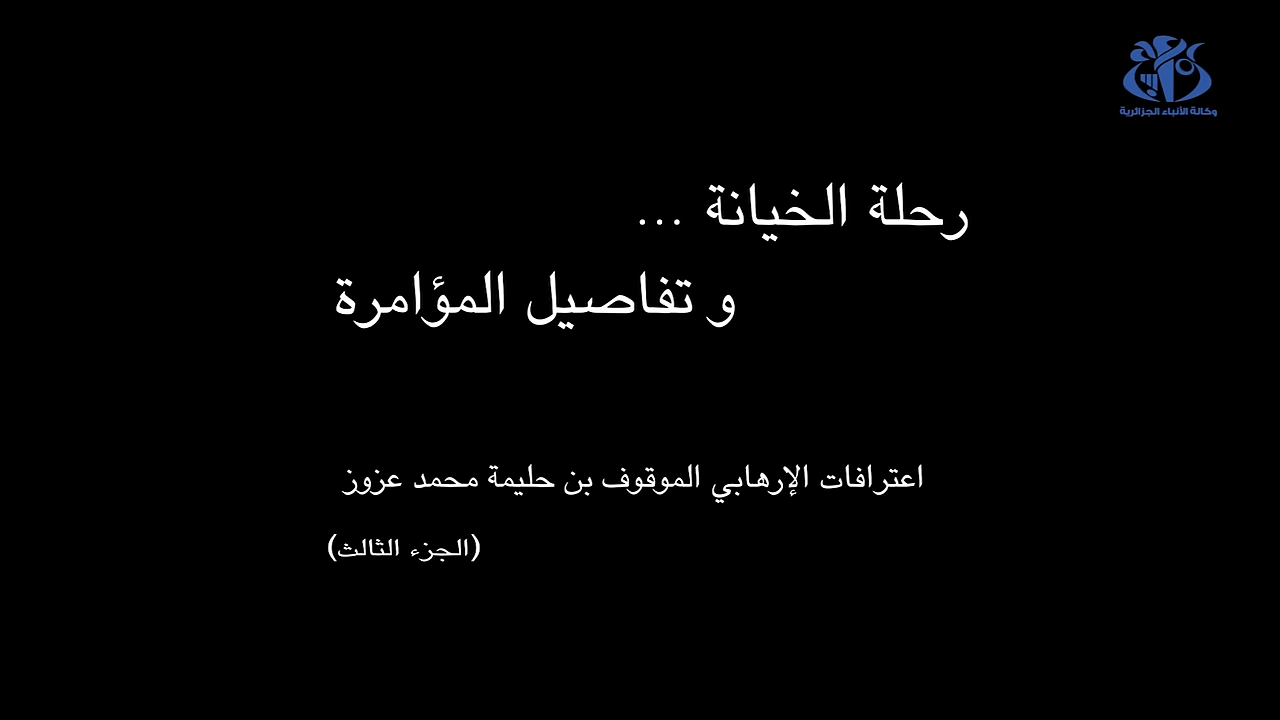 وكالة الأنباء الجزائرية
رحلة الخيانة ...
و تفاصيل المؤامرة
اعترافات الإرهابي الموقوف بن حليمة محمد عزوز
(الجزء الثالث)